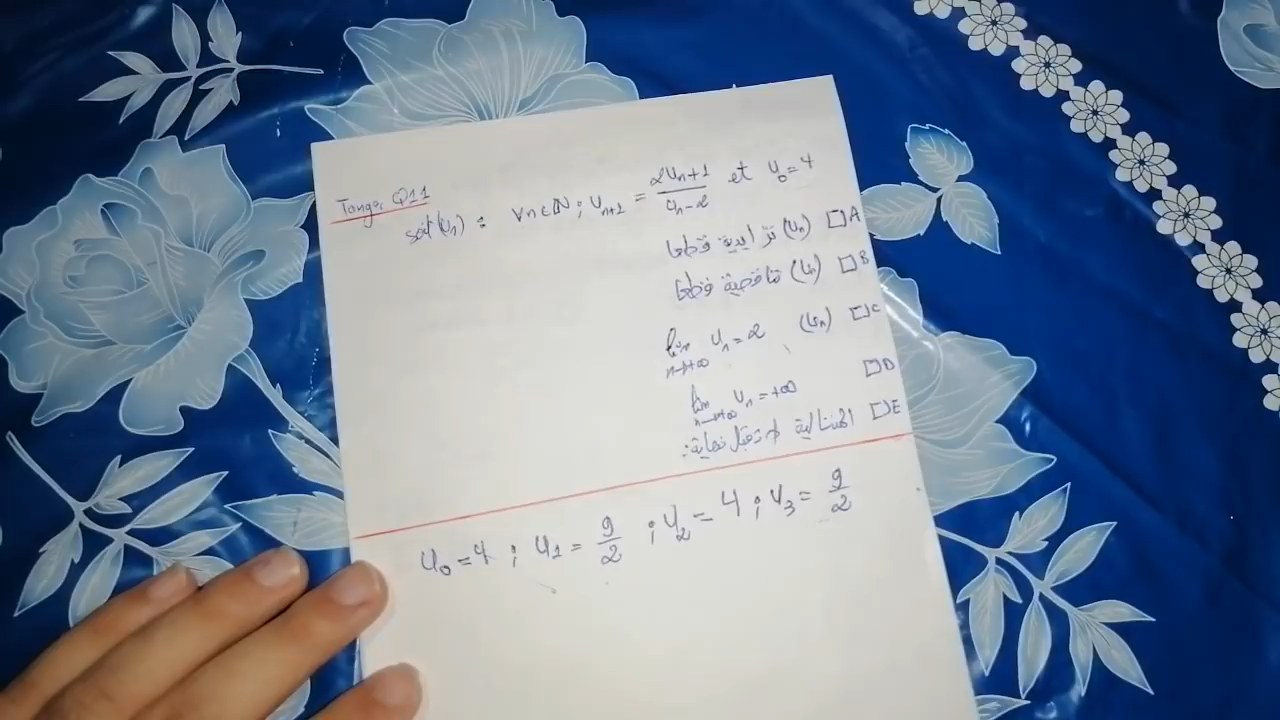 Tanger Q11
soit (Un) : ∀n∈ℕ ; Un+1 = (2Un+1)/(Un-2) et U0=4
A □ (Un) تزايدية قطعا
B □ (Un) تناقصية قطعا
C □ (Un) lim n→+∞ Un = 2
D □ lim n→+∞ Un = +∞
E □ المتتالية لا تقبل نهاية:
U0 = 4 ; U1 = 9/2 ; U2 = 4 ; U3 = 9/2